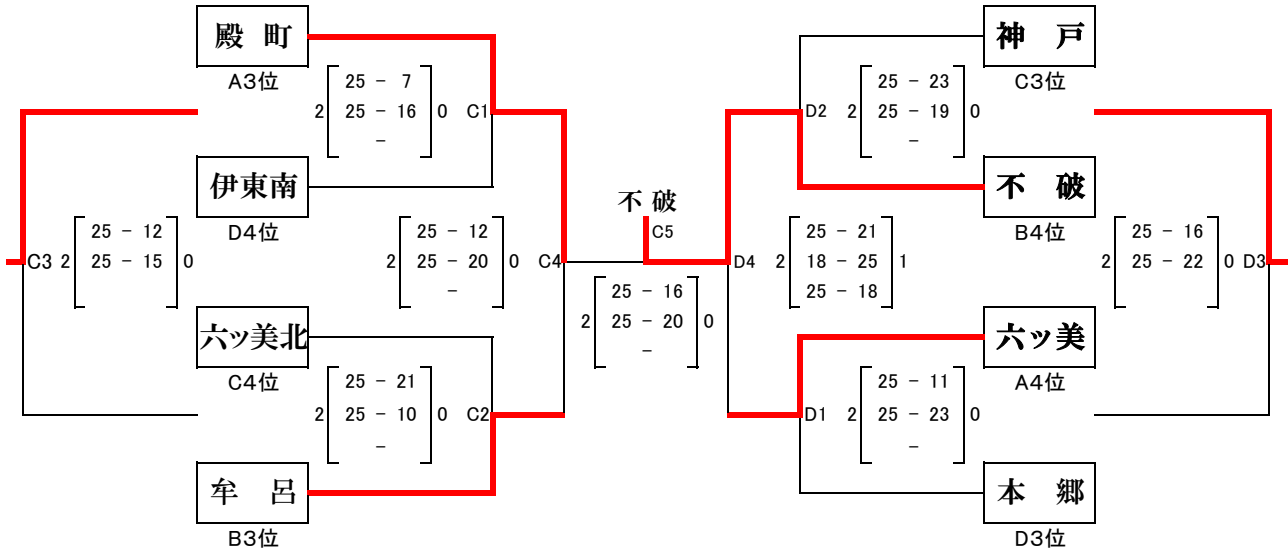 殿 町
A3位
2 25 - 7 0 C1
25 - 16
-
伊東南
D4位
C3 2 25 - 12 0
25 - 15
2 25 - 12 0 C4
25 - 20
-
六ッ美北
C4位
2 25 - 21 0 C2
25 - 10
-
牟 呂
B3位
不 破
C5
2 25 - 16 0
25 - 20
-
神 戸
C3位
D2 2 25 - 23 0
25 - 19
-
不 破
B4位
D4 2 25 - 21 1
18 - 25
25 - 18
2 25 - 16 0 D3
25 - 22
六ッ美
A4位
D1 2 25 - 11 0
25 - 23
-
本 郷
D3位